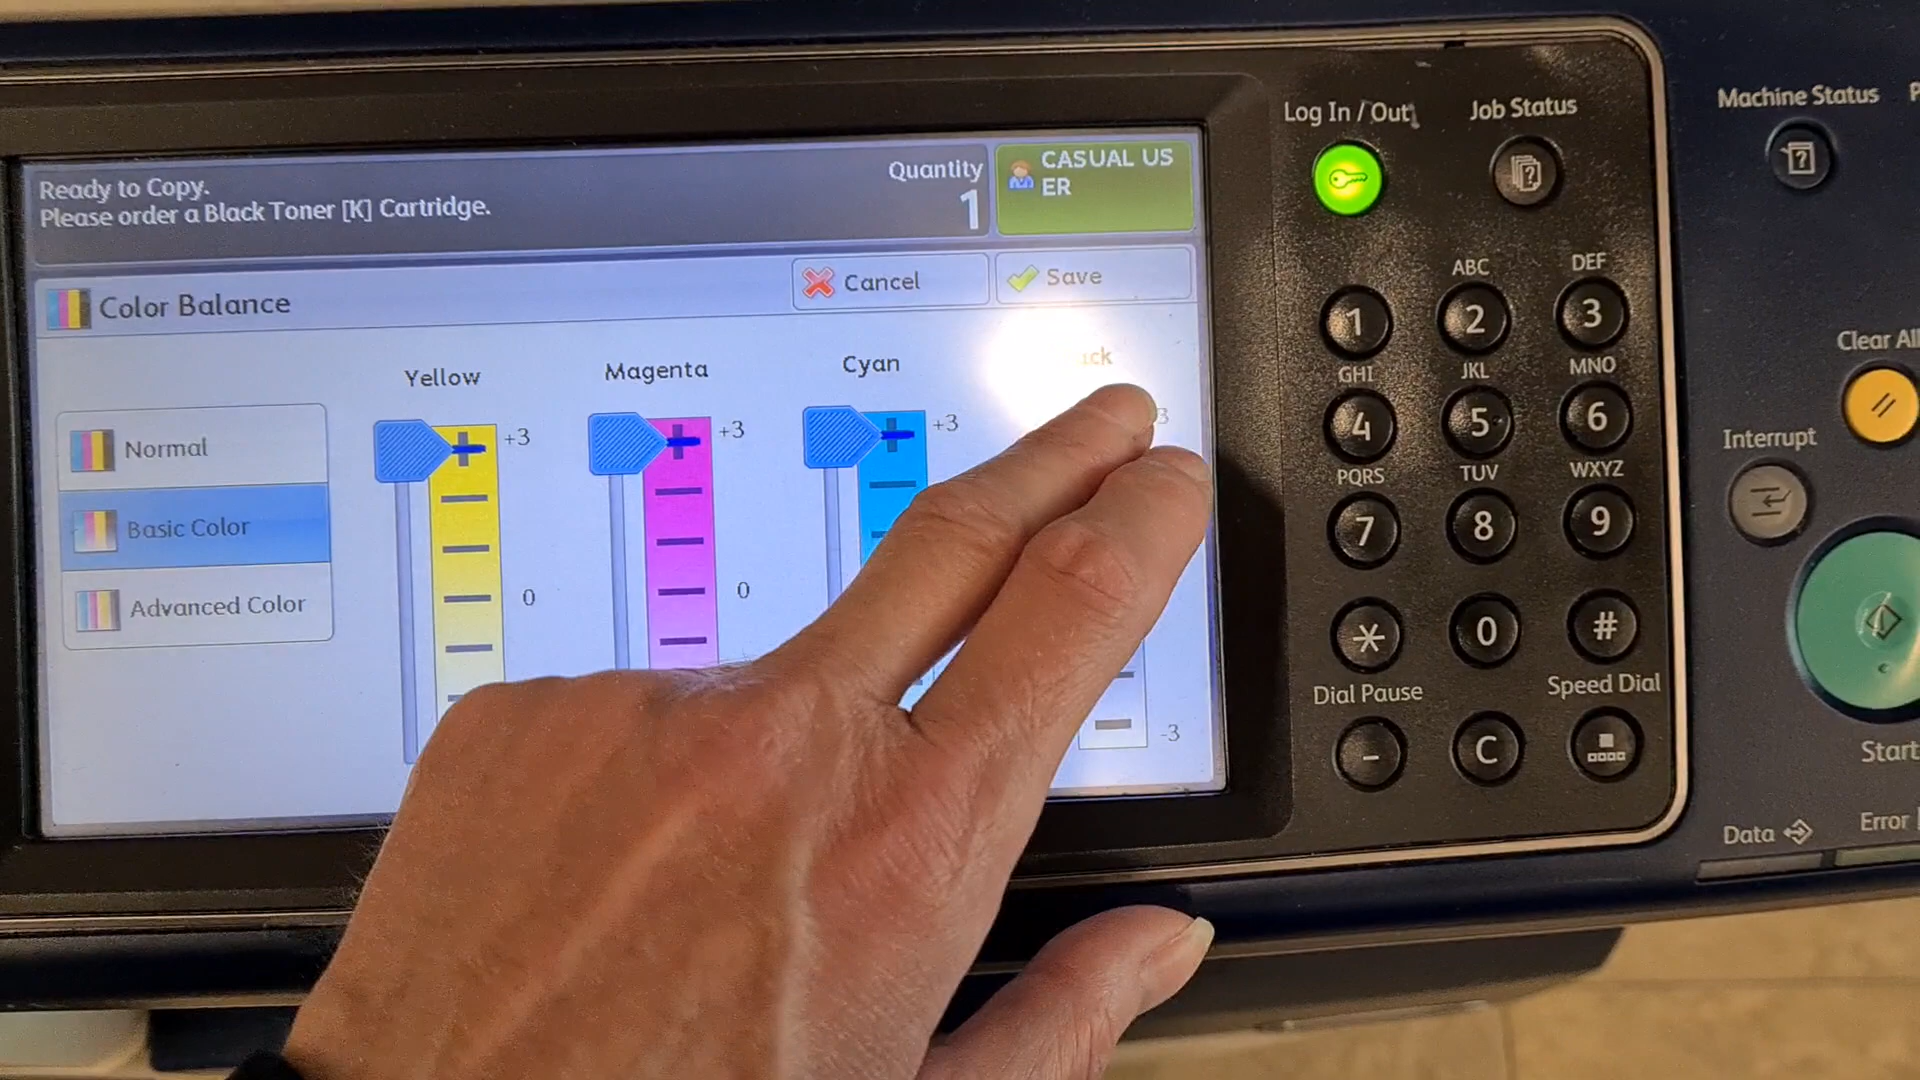 Ready to Copy.
Please order a Black Toner [K] Cartridge.
Quantity
1
CASUAL US
ER
Color Balance
Cancel
Save
Normal
Basic Color
Advanced Color
Yellow
Magenta
Cyan
ck
+3
+3
+3
3
0
0
-3
Log In / Out
Job Status
Machine Status
ABC
DEF
1
2
3
GHI
JKL
MNO
4
5
6
PQRS
TUV
WXYZ
7
8
9
*
0
#
Dial Pause
Speed Dial
-
C
Clear All
Interrupt
Start
Data
Error